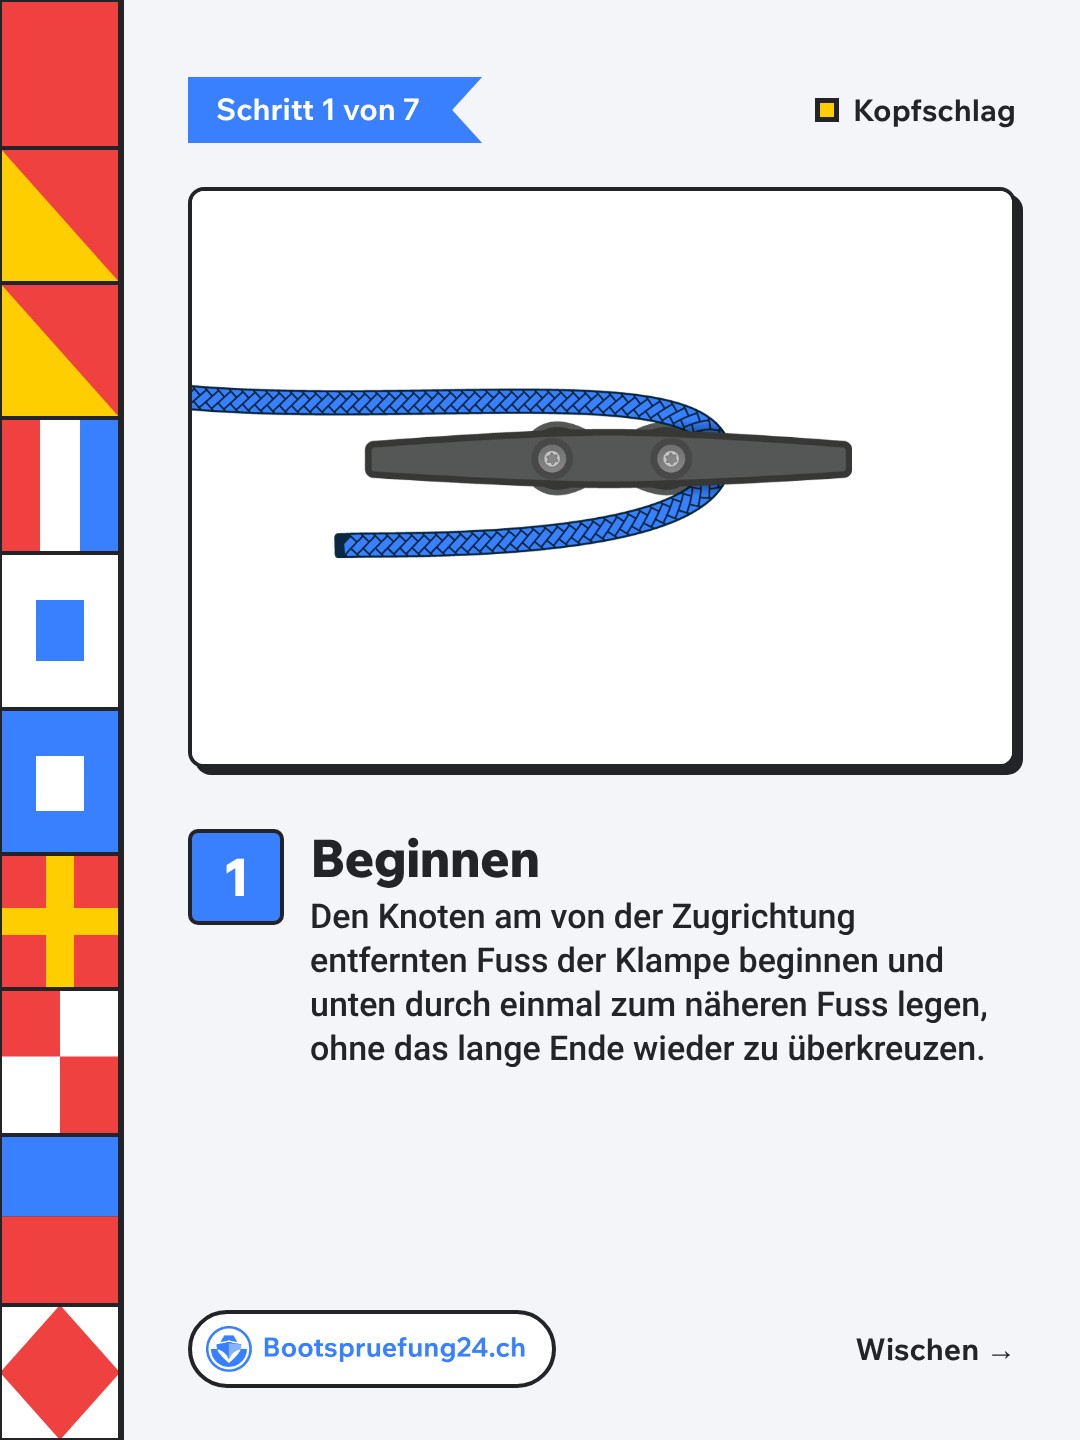 Schritt 1 von 7
Kopfschlag
1
Beginnen
Den Knoten am von der Zugrichtung
entfernten Fuss der Klampe beginnen und
unten durch einmal zum näheren Fuss legen,
ohne das lange Ende wieder zu überkreuzen.
Bootspruefung24.ch
Wischen →